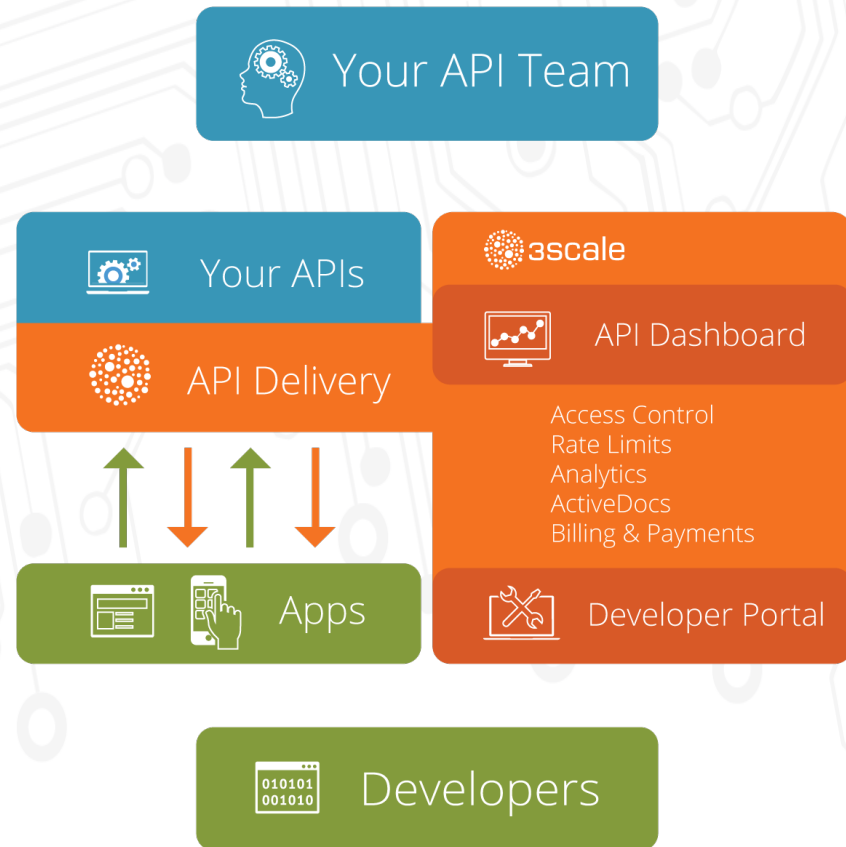 Your API Team
Your APIs
API Delivery
3scale
API Dashboard
Access Control
Rate Limits
Analytics
ActiveDocs
Billing & Payments
Apps
Developer Portal
010101
001010
Developers